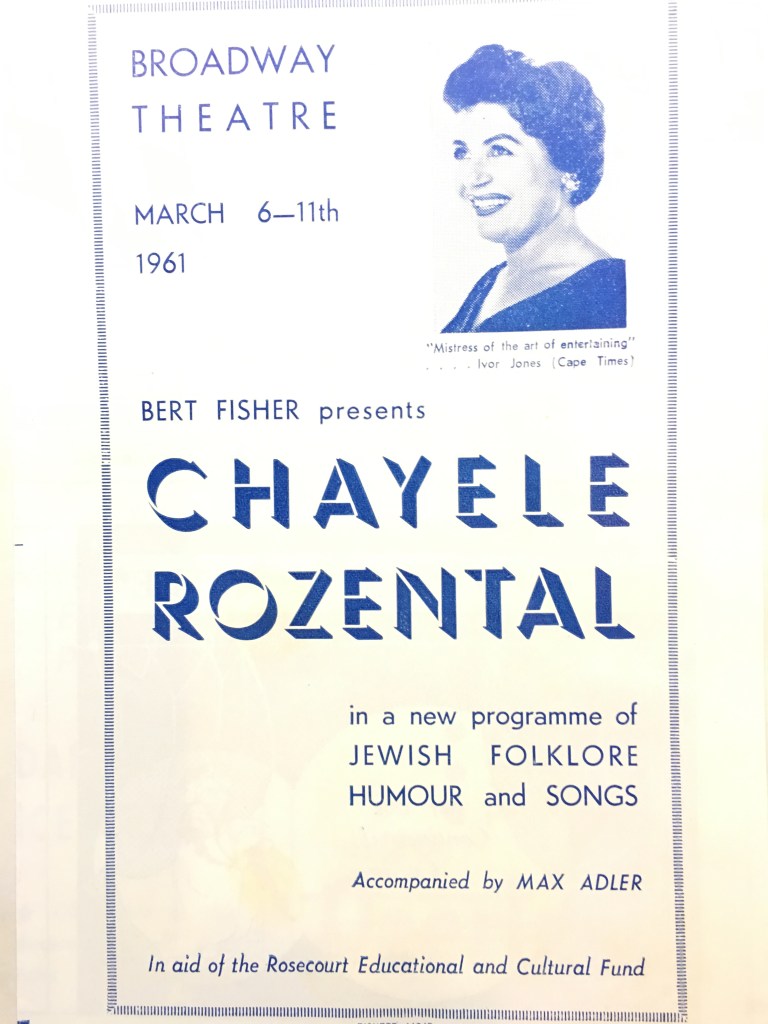 BROADWAY
THEATRE
MARCH 6—11th
1961
"Mistress of the art of entertaining"
. . . . Ivor Jones (Cape Times)
BERT FISHER presents
CHAYELE
ROZENTAL
in a new programme of
JEWISH FOLKLORE
HUMOUR and SONGS
Accompanied by MAX ADLER
In aid of the Rosecourt Educational and Cultural Fund